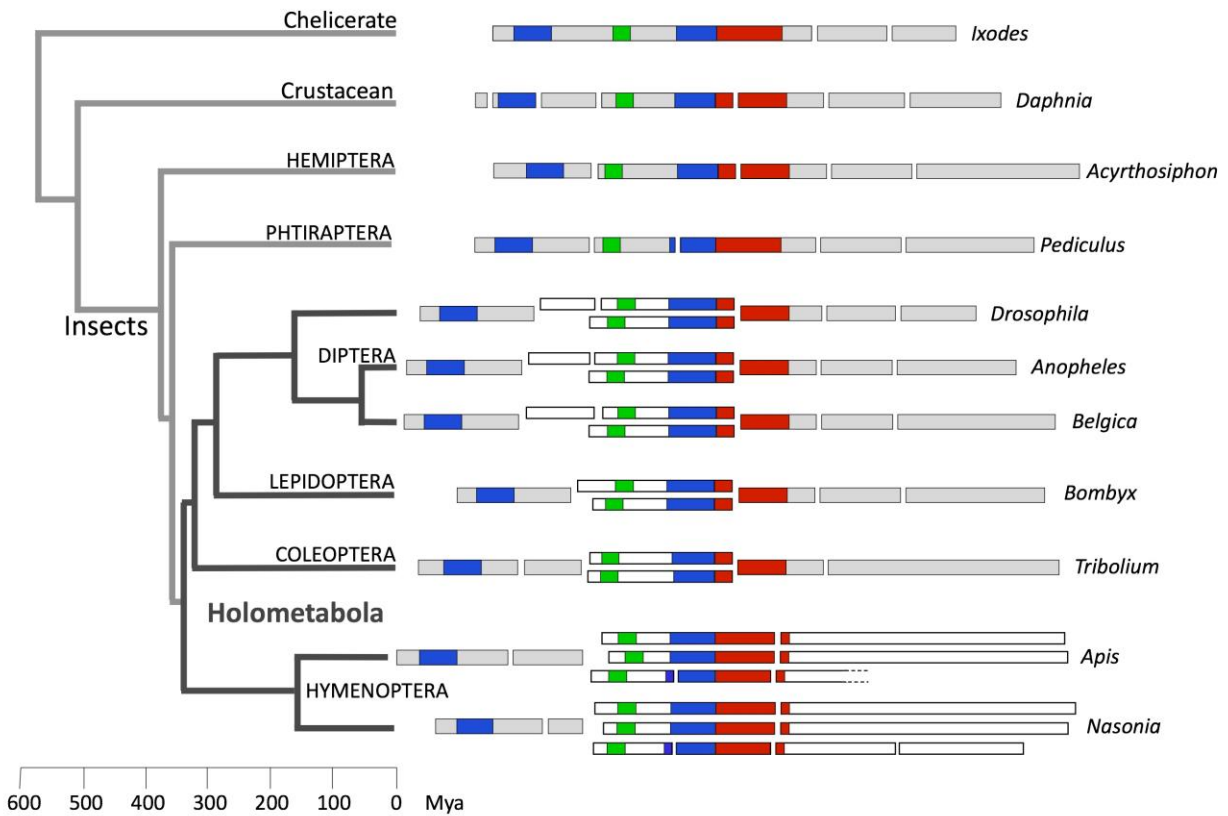 Chelicerate
Ixodes
Crustacean
Daphnia
HEMIPTERA
Acyrthosiphon
PHTIRAPTERA
Pediculus
Insects
Drosophila
DIPTERA
Anopheles
Belgica
LEPIDOPTERA
Bombyx
COLEOPTERA
Tribolium
Holometabola
Apis
HYMENOPTERA
Nasonia
600 500 400 300 200 100 0 Mya